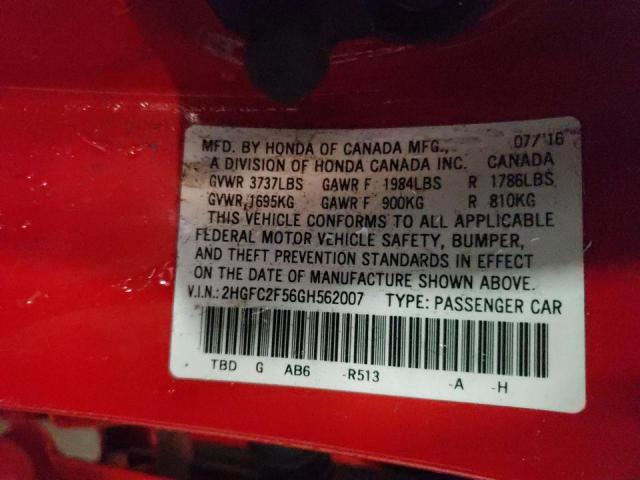 MFD. BY HONDA OF CANADA MFG., 07/'16
A DIVISION OF HONDA CANADA INC. CANADA
GVWR 3737LBS GAWR F 1984LBS R 1786LBS
GVWR 1695KG GAWR F 900KG R 810KG
THIS VEHICLE CONFORMS TO ALL APPLICABLE
FEDERAL MOTOR VEHICLE SAFETY, BUMPER,
AND THEFT PREVENTION STANDARDS IN EFFECT
ON THE DATE OF MANUFACTURE SHOWN ABOVE.
V.I.N.:2HGFC2F56GH562007 TYPE: PASSENGER CAR
TBD G AB6 -R513 -A -H